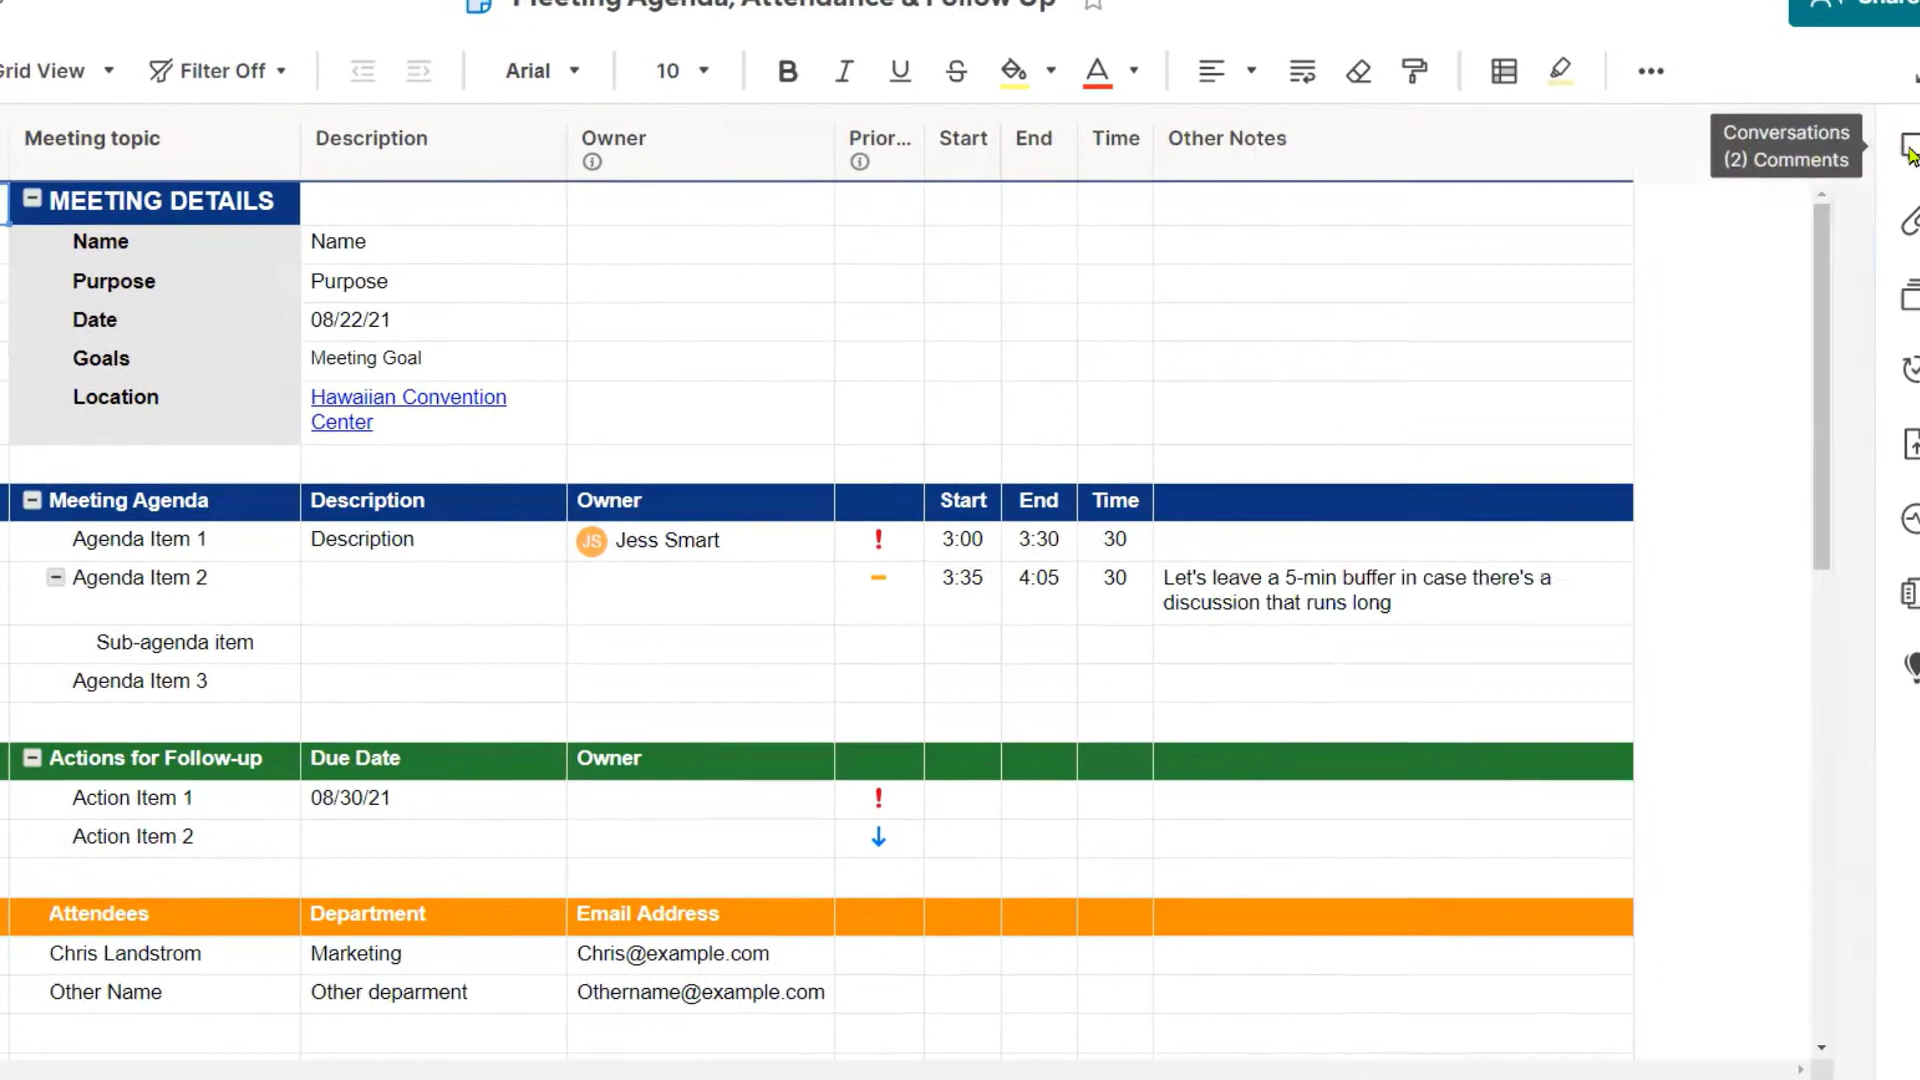 Meeting Agenda, Attendance & Follow Up
Share
Grid View Filter Off Arial 10 B I U S A
Conversations
(2) Comments
Meeting topic Description Owner Prior... Start End Time Other Notes
MEETING DETAILS
Name Name
Purpose Purpose
Date 08/22/21
Goals Meeting Goal
Location Hawaiian Convention
Center
Meeting Agenda Description Owner Start End Time
Agenda Item 1 Description JS Jess Smart ! 3:00 3:30 30
Agenda Item 2 3:35 4:05 30 Let's leave a 5-min buffer in case there's a
discussion that runs long
Sub-agenda item
Agenda Item 3
Actions for Follow-up Due Date Owner
Action Item 1 08/30/21 !
Action Item 2
Attendees Department Email Address
Chris Landstrom Marketing Chris@example.com
Other Name Other deparment Othername@example.com